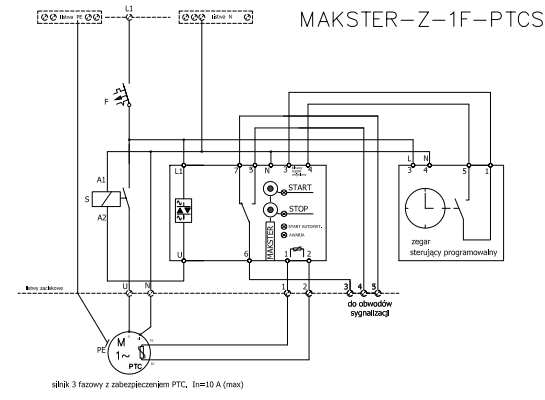 MAKSTER-Z-1F-PTCS
L1
listwa PE
listwa N
F
A1
S
A2
L1
7 5 N 3 4
START
STOP
START AUTOMAT.
AWARIA
MAKSTER
U
6
1 2
L N
3 4 5 1
zegar
sterujący programowalny
listwy zaciskowe
U N
1 2 3 4 5
do obwodów
sygnalizacji
PE
M
1~
PTC
silnik 3 fazowy z zabezpieczeniem PTC, In=10 A (max)